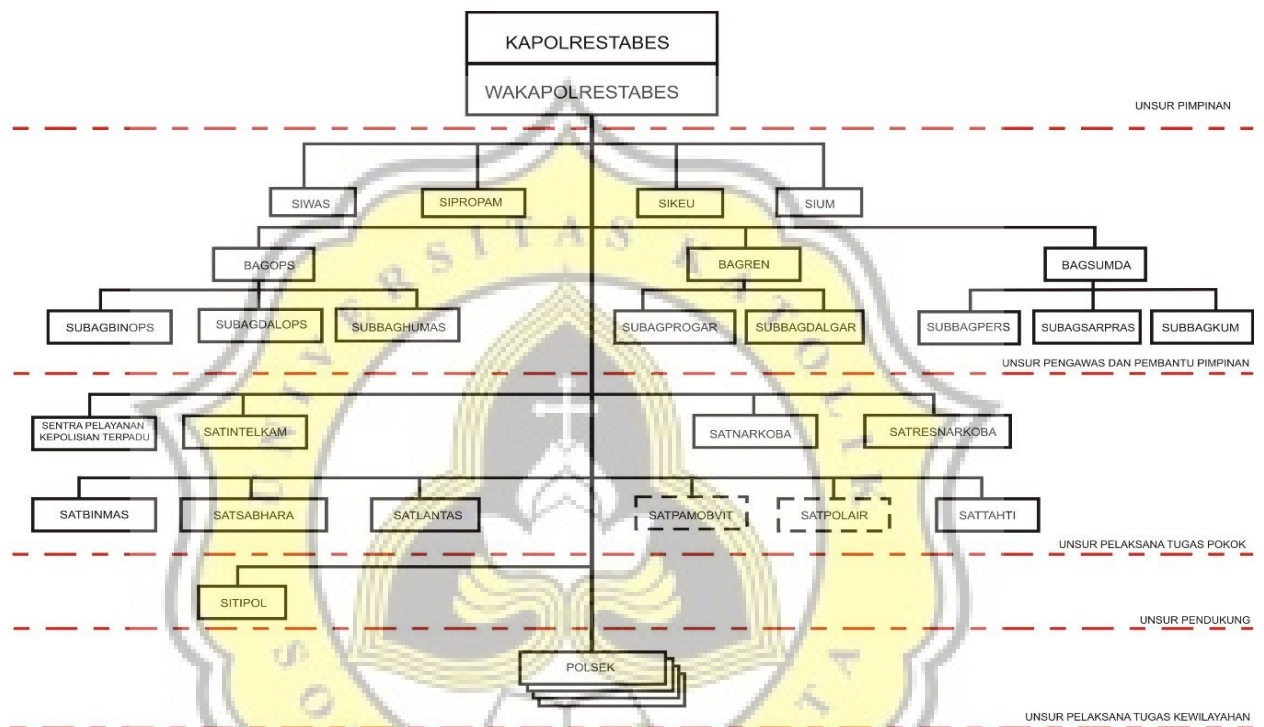 KAPOLRESTABES
WAKAPOLRESTABES
UNSUR PIMPINAN
SIWAS
SIPROPAM
SIKEU
SIUM
BAGOPS
BAGREN
BAGSUMDA
SUBAGBINOPS
SUBAGDALOPS
SUBBAGHUMAS
SUBAGPROGAR
SUBBAGDALGAR
SUBBAGPERS
SUBAGSARPRAS
SUBBAGKUM
UNSUR PENGAWAS DAN PEMBANTU PIMPINAN
SENTRA PELAYANAN
KEPOLISIAN TERPADU
SATINTELKAM
SATNARKOBA
SATRESNARKOBA
SATBINMAS
SATSABHARA
SATLANTAS
SATPAMOBVIT
SATPOLAIR
SATTAHTI
UNSUR PELAKSANA TUGAS POKOK
SITIPOL
UNSUR PENDUKUNG
POLSEK
UNSUR PELAKSANA TUGAS KEWILAYAHAN
UNIVERSITAS KATOLIK